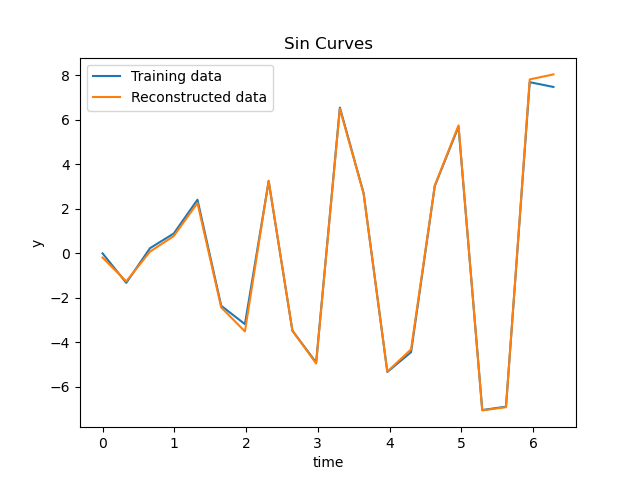 Sin Curves
Training data
Reconstructed data
8
6
4
2
0
−2
−4
−6
y
0 1 2 3 4 5 6
time